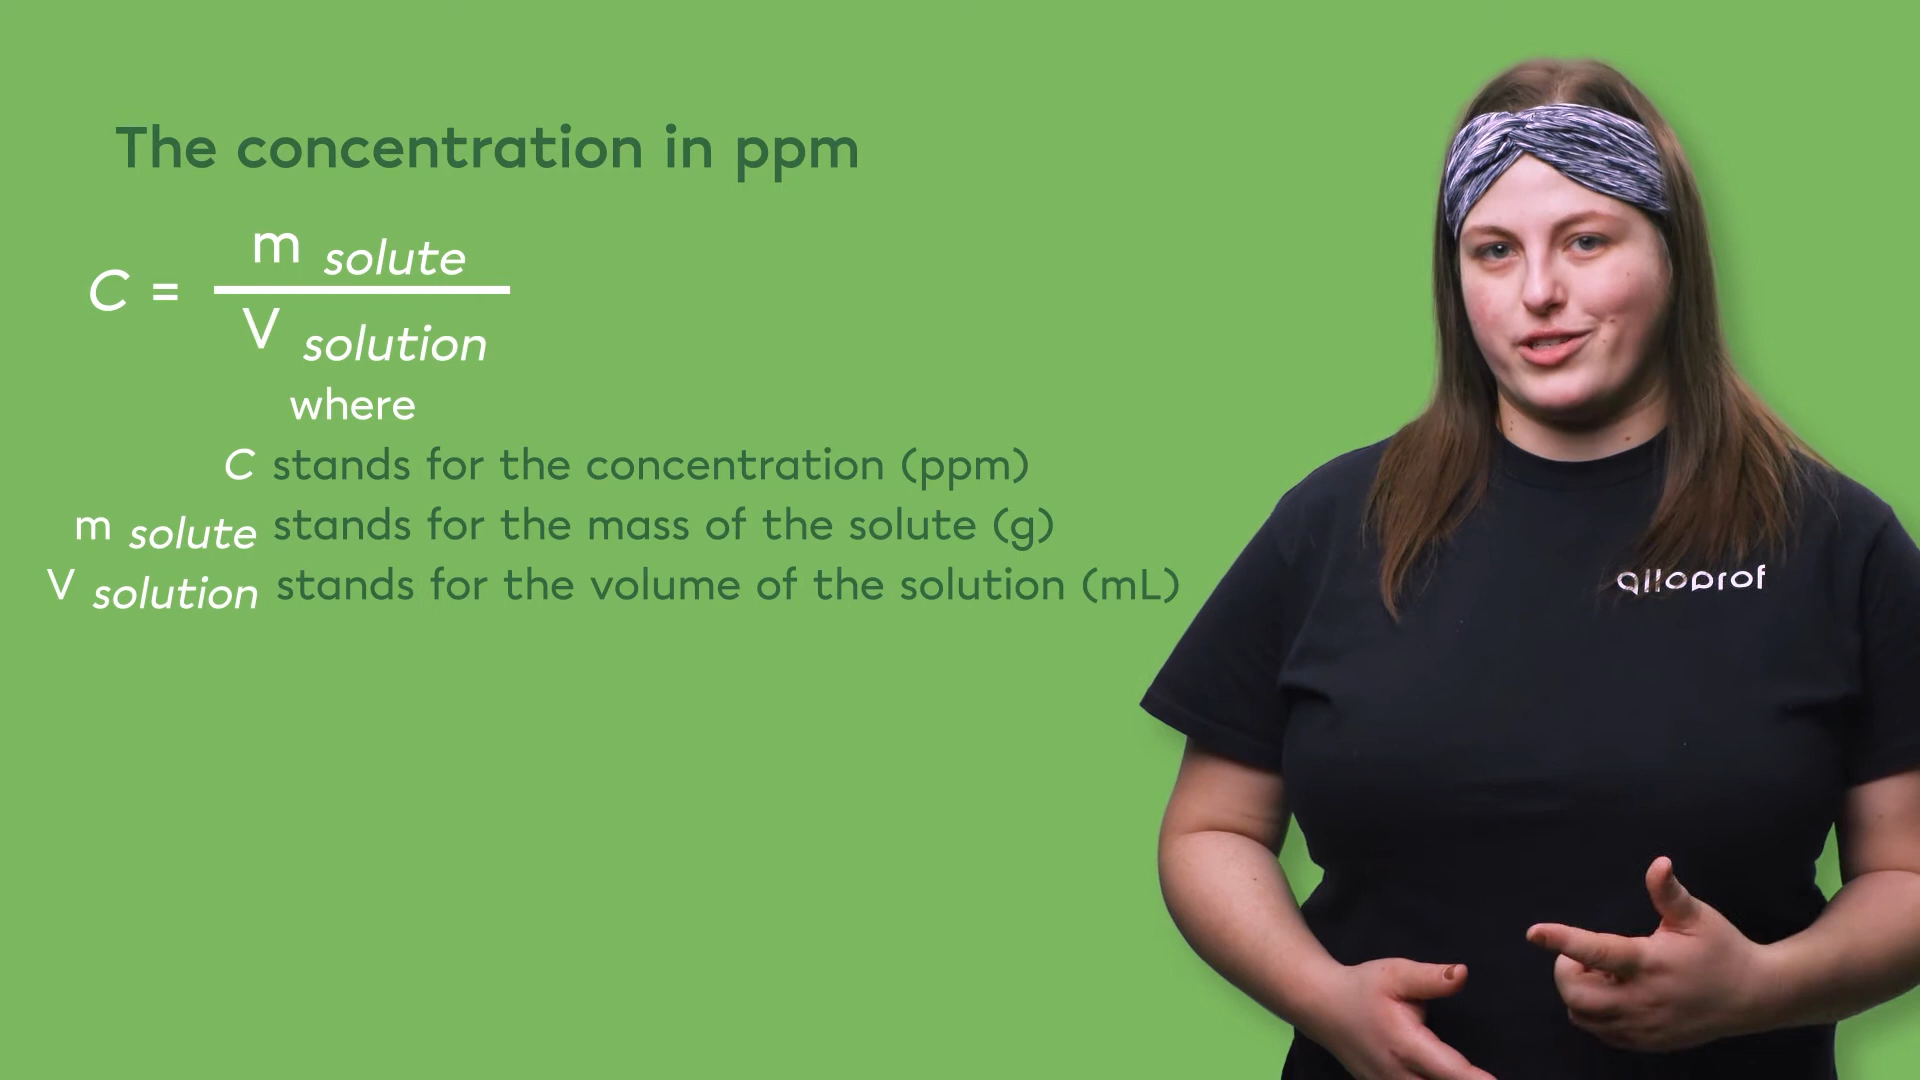 The concentration in ppm
C = m solute / V solution
where
C stands for the concentration (ppm)
m solute stands for the mass of the solute (g)
V solution stands for the volume of the solution (mL)
alloprof